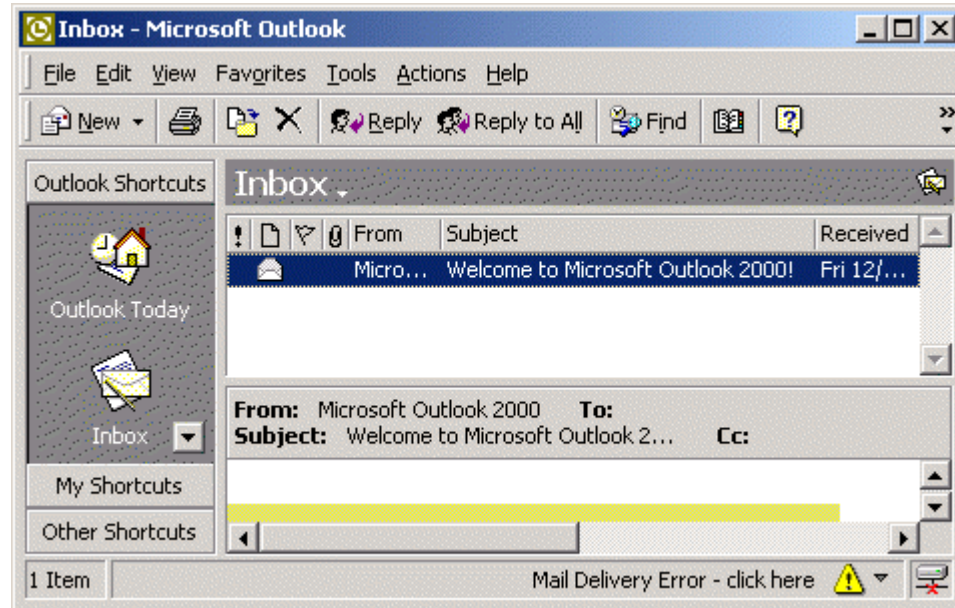 Inbox - Microsoft Outlook
File Edit View Favorites Tools Actions Help
New Reply Reply to All Find
Outlook Shortcuts
Outlook Today
Inbox
My Shortcuts
Other Shortcuts
Inbox
! From Subject Received
Micro... Welcome to Microsoft Outlook 2000! Fri 12/...
From: Microsoft Outlook 2000 To:
Subject: Welcome to Microsoft Outlook 2... Cc:
1 Item Mail Delivery Error - click here